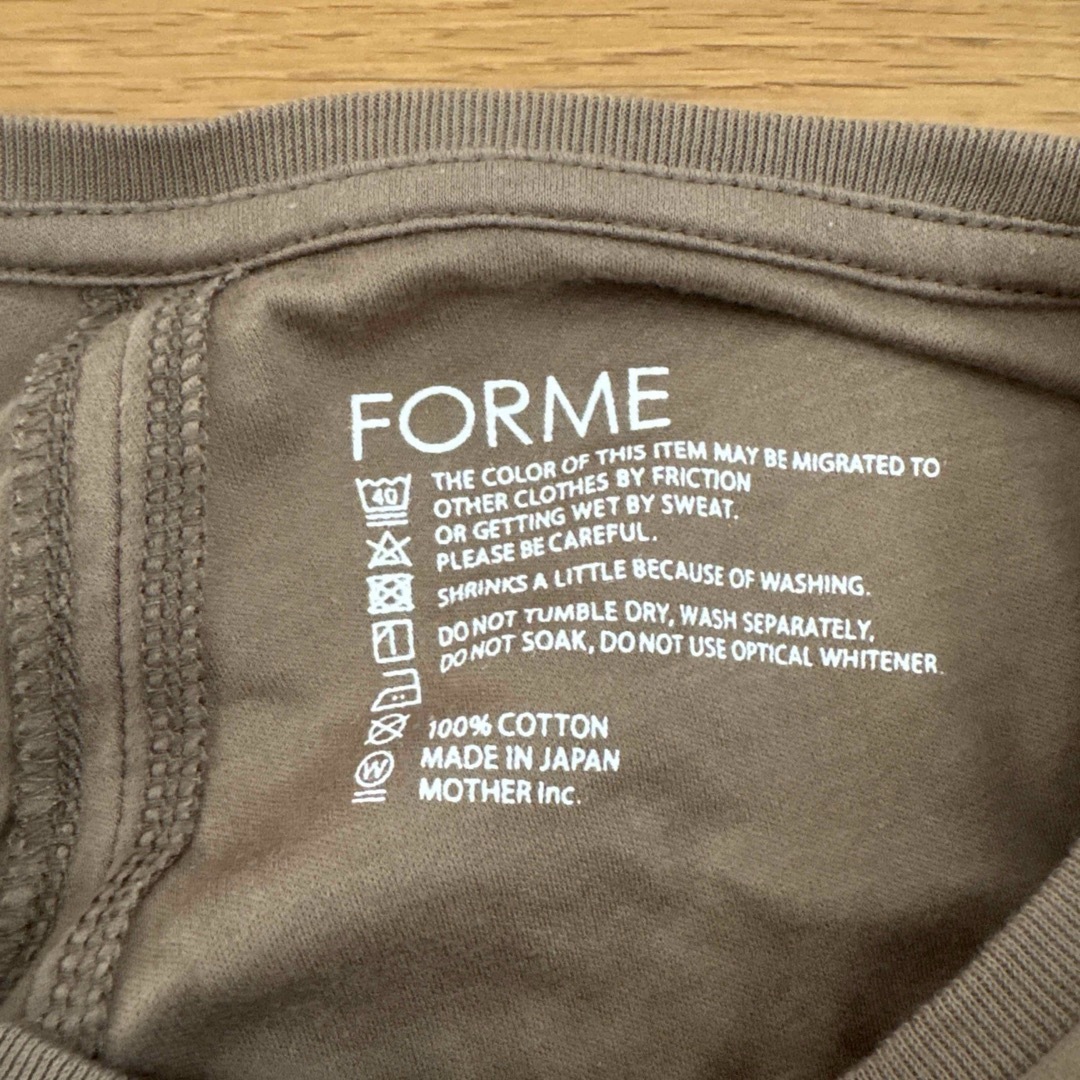 FORME
40
THE COLOR OF THIS ITEM MAY BE MIGRATED TO
OTHER CLOTHES BY FRICTION
OR GETTING WET BY SWEAT.
PLEASE BE CAREFUL.
SHRINKS A LITTLE BECAUSE OF WASHING.
DO NOT TUMBLE DRY, WASH SEPARATELY,
DO NOT SOAK, DO NOT USE OPTICAL WHITENER.
100% COTTON
MADE IN JAPAN
W
MOTHER Inc.